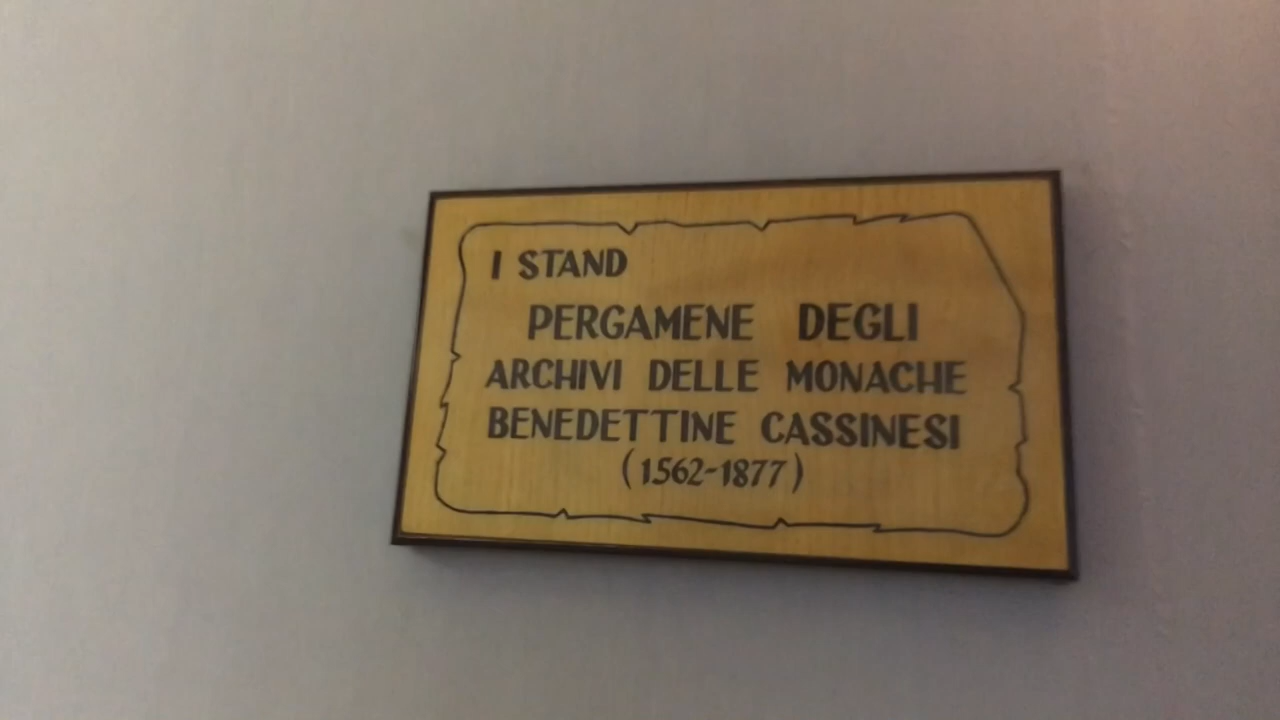 I STAND
PERGAMENE DEGLI
ARCHIVI DELLE MONACHE
BENEDETTINE CASSINESI
(1562-1877)